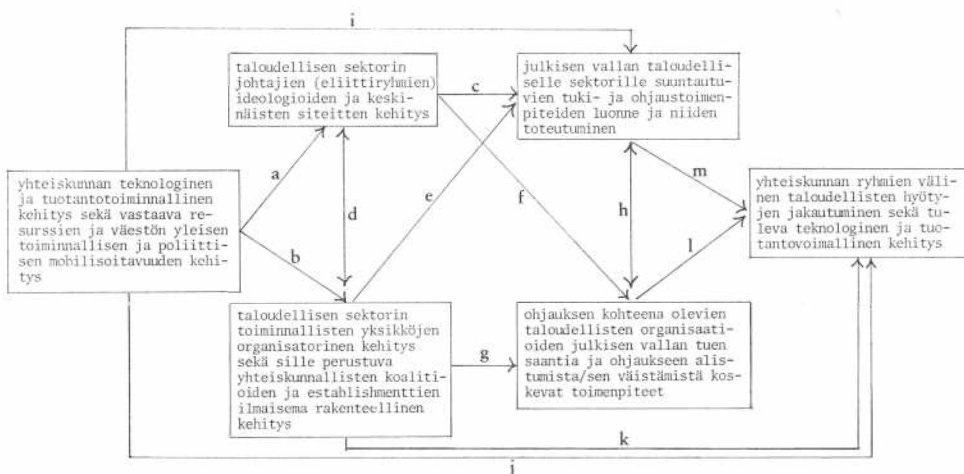 i
taloudellisen sektorin
johtajien (eliittiryhmien)
ideologioiden ja keski-
näisten siteitten kehitys
c
julkisen vallan taloudelli-
selle sektorille suuntautu-
vien tuki- ja ohjaustoimen-
piteiden luonne ja niiden
toteutuminen
a
e
f
m
yhteiskunnan teknologinen
ja tuotantotoiminnallinen
kehitys sekä vastaava re-
surssien ja väestön yleisen
toiminnallisen ja poliitti-
sen mobilisoitavuuden kehi-
tys
d
h
yhteiskunnan ryhmien väli-
nen taloudellisten hyöty-
jen jakautuminen sekä tu-
leva teknologinen ja tuo-
tantovoimallinen kehitys
b
l
taloudellisen sektorin
toiminnallisten yksikköjen
organisatorinen kehitys
sekä sille perustuva
yhteiskunnallisten koaliti-
oiden ja establishmenttien
ilmaisema rakenteellinen
kehitys
g
ohjauksen kohteena olevien
taloudellisten organisaati-
oiden julkisen vallan tuen
saantia ja ohjaukseen alis-
tumista/sen väistämistä kos-
kevat toimenpiteet
k
j